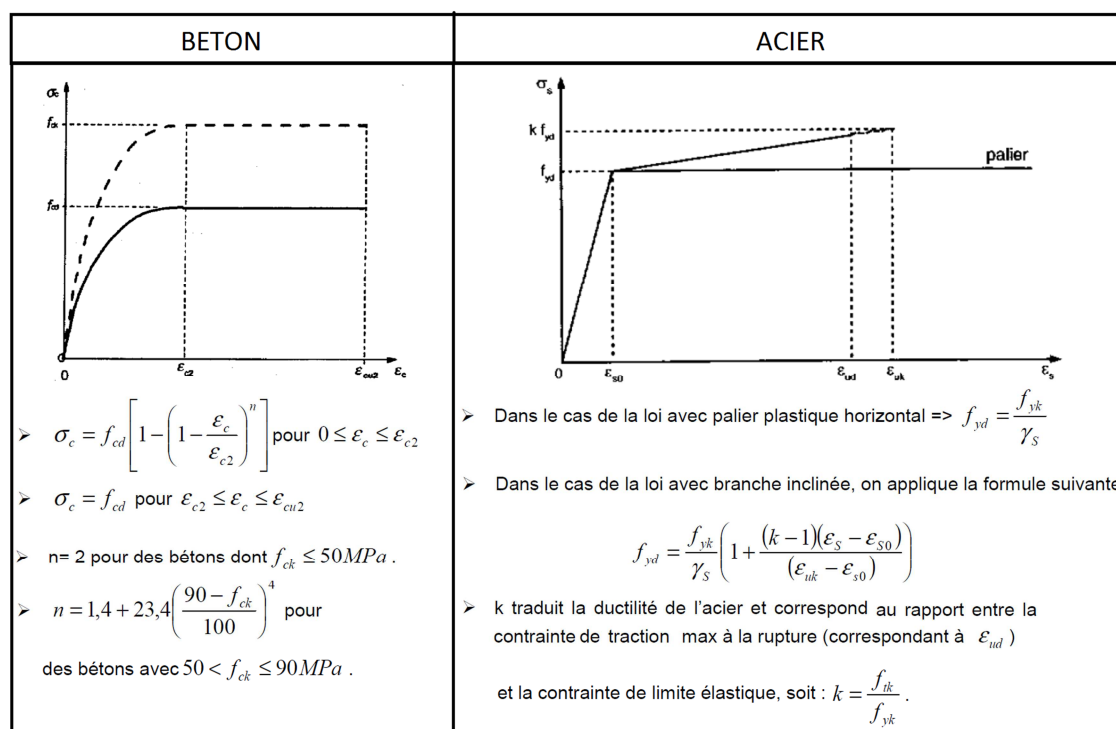 BETON
ACIER
σc
fck
fcd
0
εc2
εcu2
εc
σs
k fyd
fyd
palier
0
εs0
εud
εuk
εs
➢ σc = fcd [1 − (1 − εc/εc2)^n] pour 0 ≤ εc ≤ εc2
➢ σc = fcd pour εc2 ≤ εc ≤ εcu2
➢ n= 2 pour des bétons dont fck ≤ 50MPa .
➢ n = 1,4 + 23,4((90 − fck)/100)^4 pour
des bétons avec 50 < fck ≤ 90MPa .
➢ Dans le cas de la loi avec palier plastique horizontal => fyd = fyk/γS
➢ Dans le cas de la loi avec branche inclinée, on applique la formule suivante
fyd = fyk/γS (1 + (k−1)(εS − εS0)/(εuk − εs0))
➢ k traduit la ductilité de l'acier et correspond au rapport entre la
contrainte de traction max à la rupture (correspondant à εud )
et la contrainte de limite élastique, soit : k = ftk/fyk .